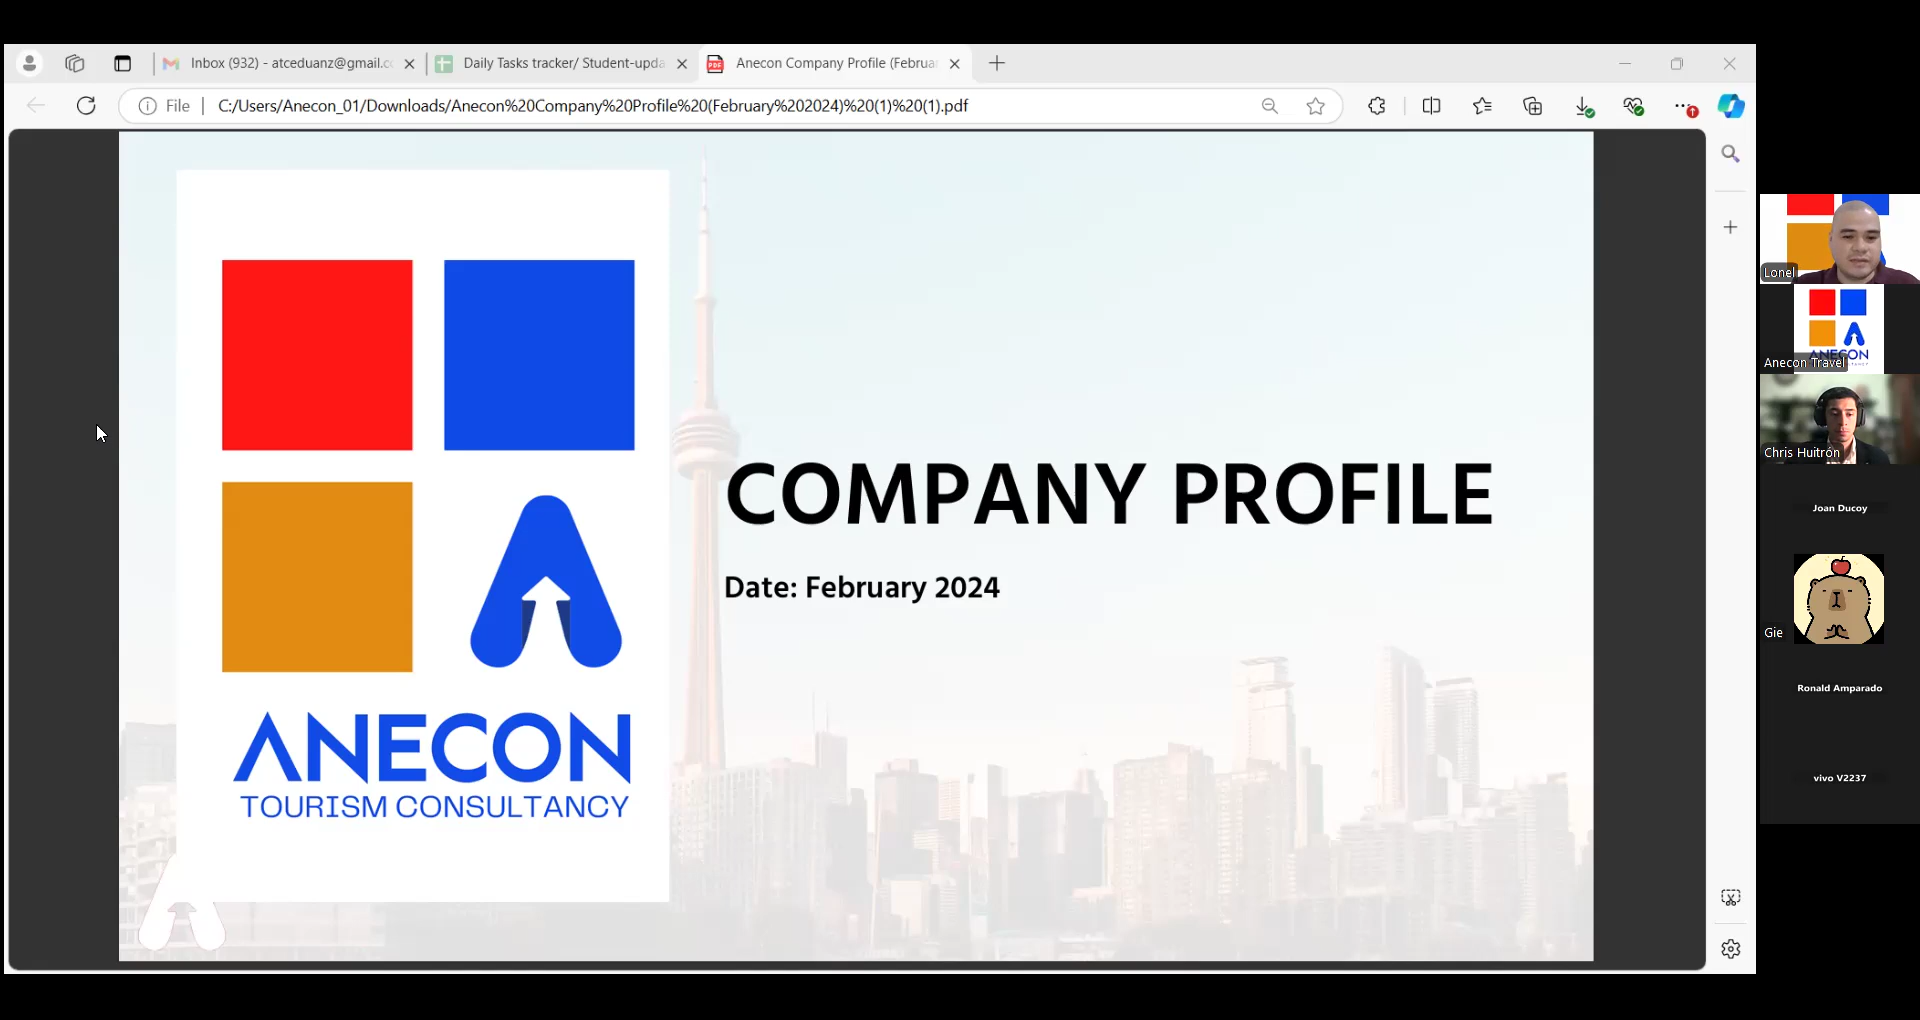 Inbox (932) - atceduanz@gmail.c
Daily Tasks tracker/ Student-upda
Anecon Company Profile (Februa
File
C:/Users/Anecon_01/Downloads/Anecon%20Company%20Profile%20(February%202024)%20(1)%20(1).pdf
COMPANY PROFILE
Date: February 2024
ANECON
TOURISM CONSULTANCY
Lonel
ANECON
Anecon Travel
Chris Huitrón
Joan Ducoy
Gie
Ronald Amparado
vivo V2237